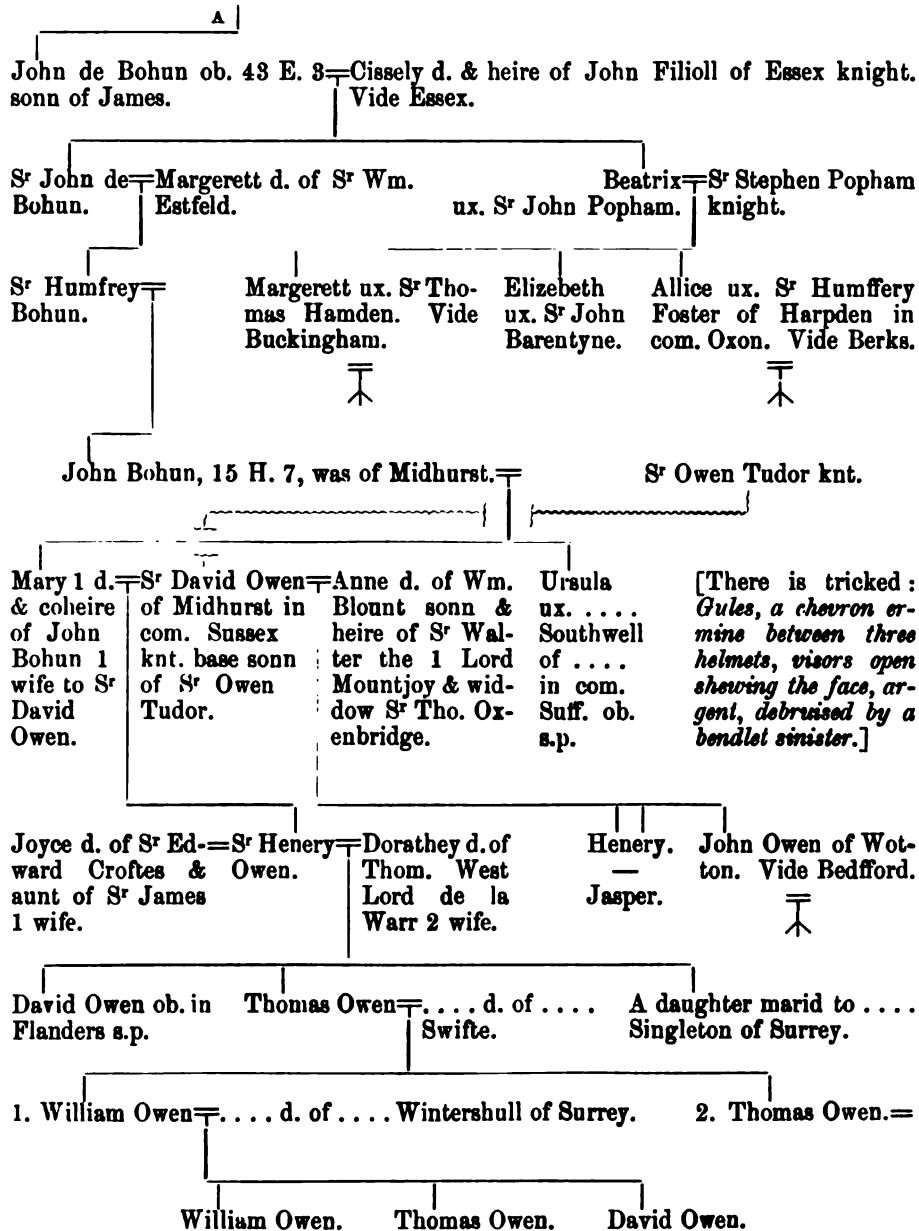 A
John de Bohun ob. 43 E. 3=Cissely d. & heire of John Filioll of Essex knight.
sonn of James. Vide Essex.
Sr John de=Margerett d. of Sr Wm. Beatrix=Sr Stephen Popham
Bohun. Estfeld. ux. Sr John Popham. knight.
Sr Humfrey=
Bohun.
Margerett ux. Sr Tho-
mas Hamden. Vide
Buckingham.
Elizebeth
ux. Sr John
Barentyne.
Allice ux. Sr Humffery
Foster of Harpden in
com. Oxon. Vide Berks.
John Bohun, 15 H. 7, was of Midhurst.= Sr Owen Tudor knt.
Mary 1 d.=
& coheire
of John
Bohun 1
wife to Sr
David
Owen.
Sr David Owen=
of Midhurst in
com. Sussex
knt. base sonn
of Sr Owen
Tudor.
Anne d. of Wm.
Blount sonn &
heire of Sr Wal-
ter the 1 Lord
Mountjoy & wid-
dow Sr Tho. Ox-
enbridge.
Ursula
ux. . . . . .
Southwell
of . . . .
in com.
Suff. ob.
s.p.
[There is tricked :
Gules, a chevron er-
mine between three
helmets, visors open
shewing the face, ar-
gent, debruised by a
bendlet sinister.]
Joyce d. of Sr Ed-=
ward Croftes &
aunt of Sr James
1 wife.
Sr Henery=
Owen.
Dorathey d. of
Thom. West
Lord de la
Warr 2 wife.
Henery.
—
Jasper.
John Owen of Wot-
ton. Vide Bedfford.
David Owen ob. in
Flanders s.p.
Thomas Owen=. . . . d. of . . . .
Swifte.
A daughter marid to . . . .
Singleton of Surrey.
1. William Owen=. . . . d. of . . . . Wintershull of Surrey. 2. Thomas Owen.=
William Owen. Thomas Owen. David Owen.